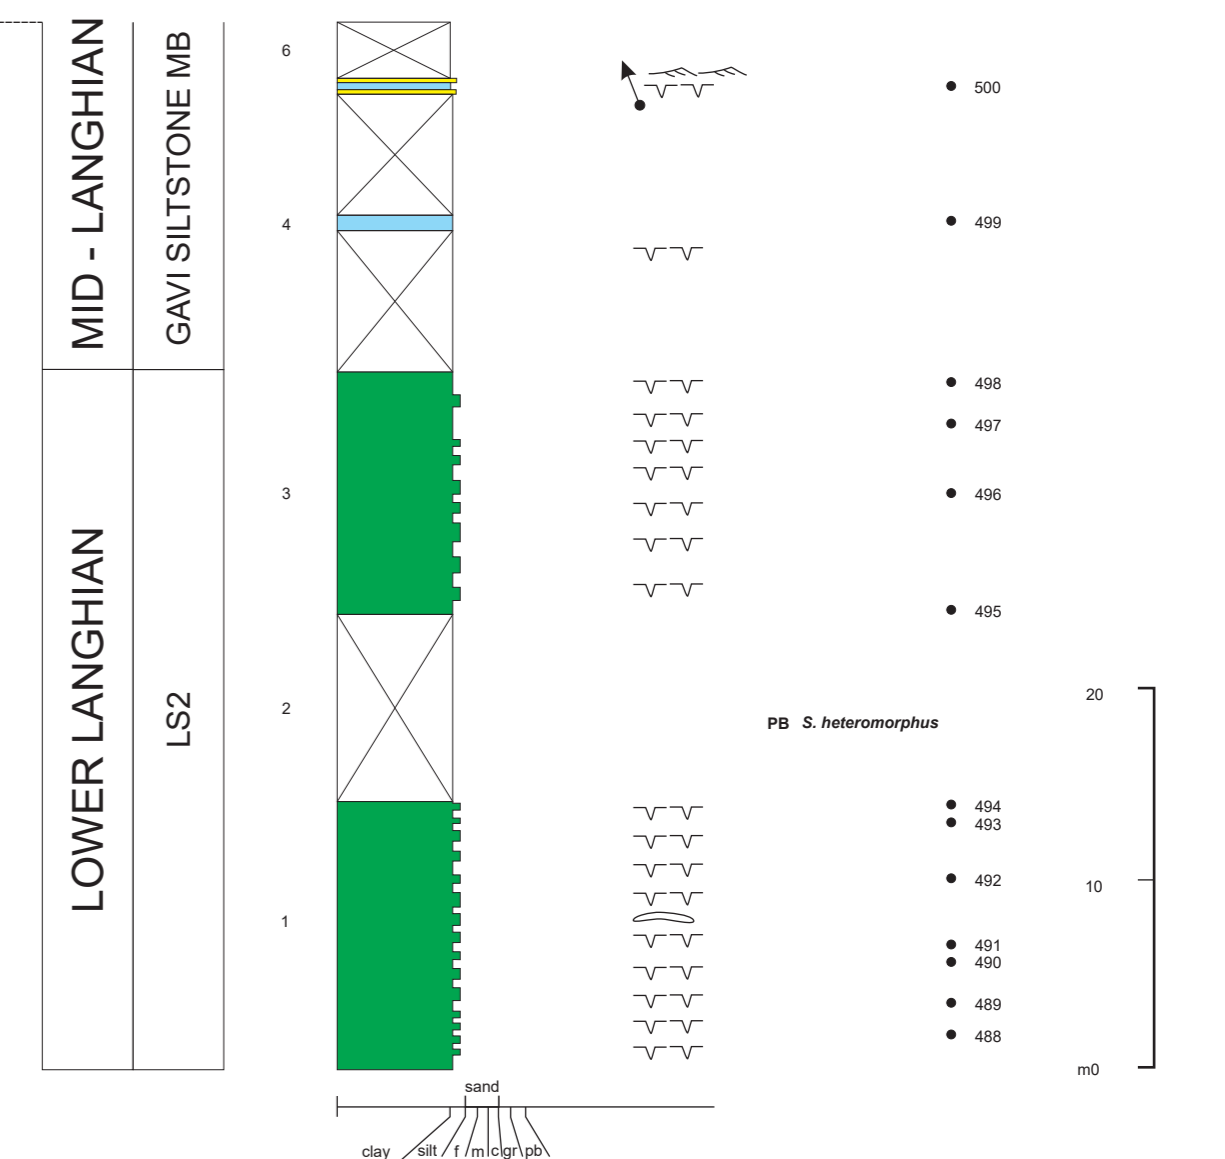 MID - LANGHIAN
GAVI SILTSTONE MB
LOWER LANGHIAN
LS2
6
500
4
499
498
497
3
496
495
20
2
PB S. heteromorphus
494
493
492
10
1
491
490
489
488
m0
sand
clay silt f m c gr pb